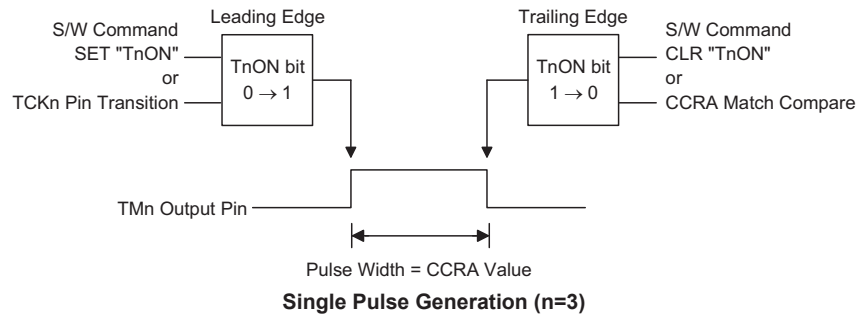 Leading Edge
S/W Command
SET "TnON"
or
TCKn Pin Transition
TnON bit
0 → 1
Trailing Edge
TnON bit
1 → 0
S/W Command
CLR "TnON"
or
CCRA Match Compare
TMn Output Pin
Pulse Width = CCRA Value
Single Pulse Generation (n=3)